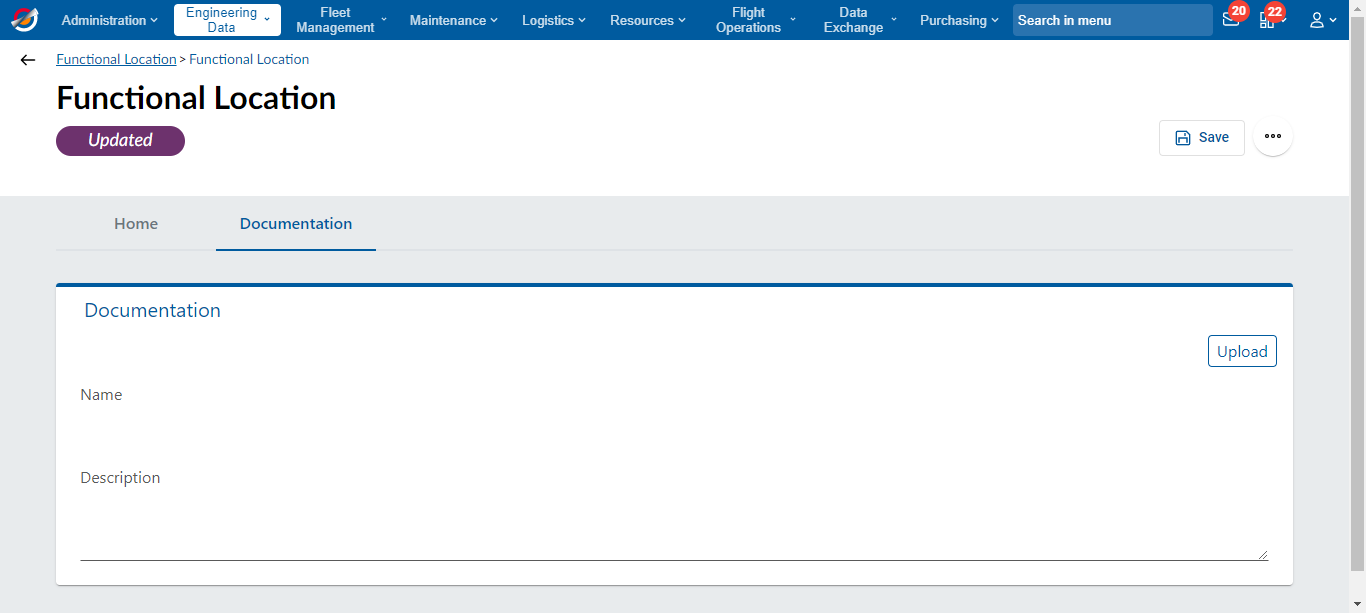 Administration
Engineering
Data
Fleet
Management
Maintenance
Logistics
Resources
Flight
Operations
Data
Exchange
Purchasing
Search in menu
20
22
Functional Location > Functional Location
Functional Location
Updated
Save
Home
Documentation
Documentation
Upload
Name
Description